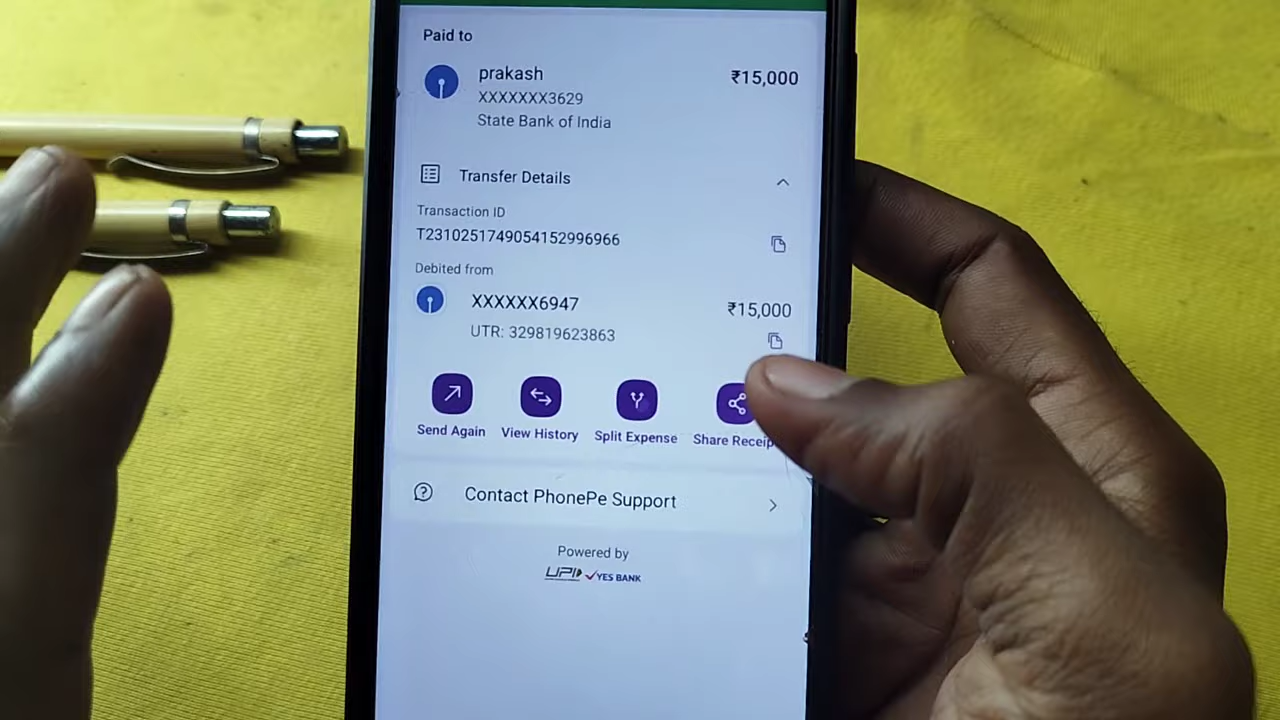 Paid to
prakash
₹15,000
XXXXXXX3629
State Bank of India
Transfer Details
Transaction ID
T2310251749054152996966
Debited from
XXXXXX6947
₹15,000
UTR: 329819623863
Send Again
View History
Split Expense
Share Receip
Contact PhonePe Support
Powered by
UPI YES BANK